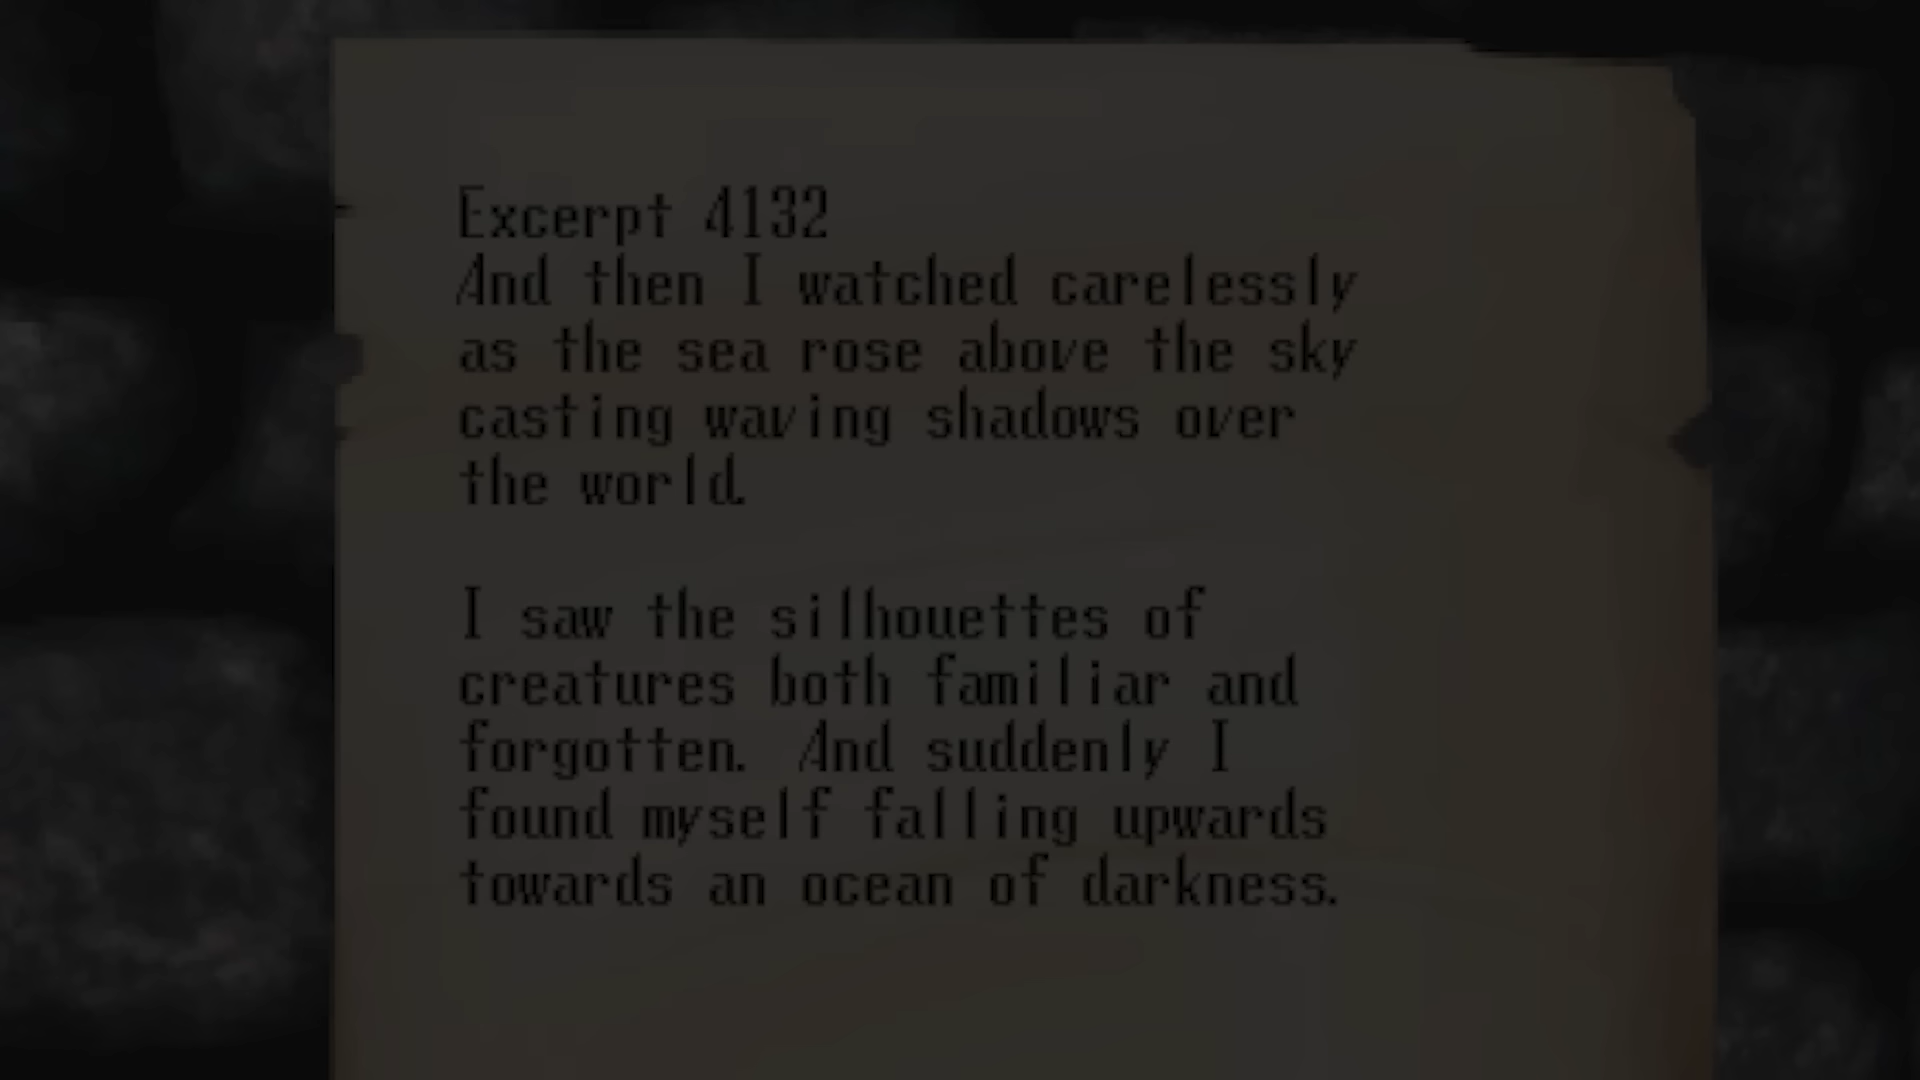 Excerpt 4132
And then I watched carelessly
as the sea rose above the sky
casting waving shadows over
the world.
I saw the silhouettes of
creatures both familiar and
forgotten.  And suddenly I
found myself falling upwards
towards an ocean of darkness.